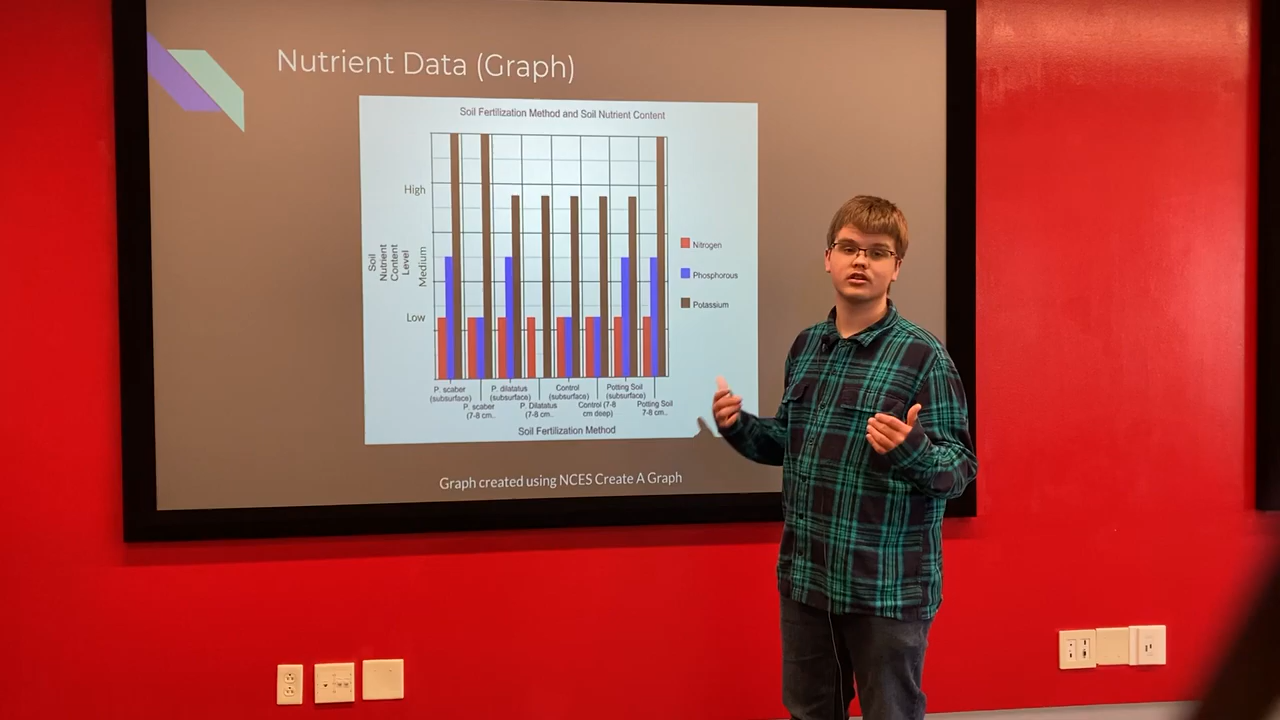 Nutrient Data (Graph)
Soil Fertilization Method and Soil Nutrient Content
High
Medium
Low
Soil
Nutrient
Content
Level
Nitrogen
Phosphorous
Potassium
P. scaber
(subsurface)
P. scaber
(7-8 cm..
P. dilatatus
(subsurface)
P. Dilatatus
(7-8 cm..
Control
(subsurface)
Control (7-8
cm deep)
Potting Soil
(subsurface)
Potting Soil
7-8 cm..
Soil Fertilization Method
Graph created using NCES Create A Graph